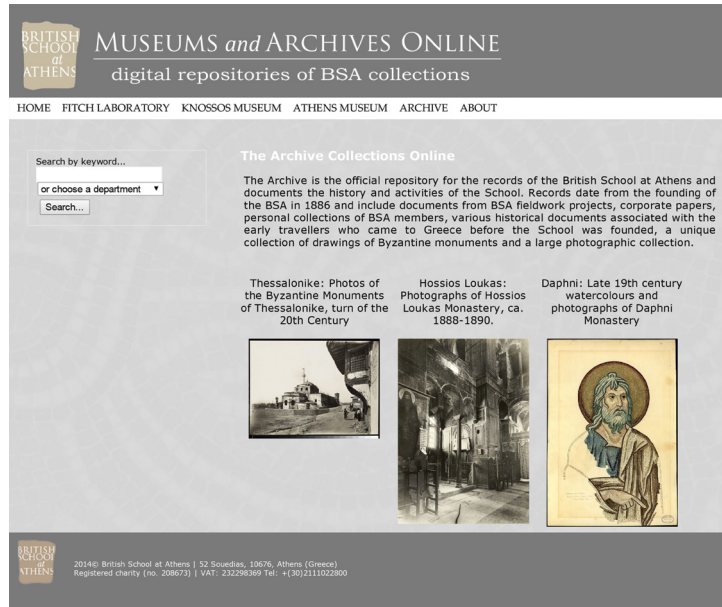 BRITISH
SCHOOL
at
ATHENS
MUSEUMS and ARCHIVES ONLINE
digital repositories of BSA collections
HOME FITCH LABORATORY KNOSSOS MUSEUM ATHENS MUSEUM ARCHIVE ABOUT
Search by keyword...
or choose a department
Search...
The Archive Collections Online
The Archive is the official repository for the records of the British School at Athens and
documents the history and activities of the School. Records date from the founding of
the BSA in 1886 and include documents from BSA fieldwork projects, corporate papers,
personal collections of BSA members, various historical documents associated with the
early travellers who came to Greece before the School was founded, a unique
collection of drawings of Byzantine monuments and a large photographic collection.
Thessalonike: Photos of
the Byzantine Monuments
of Thessalonike, turn of the
20th Century
Hossios Loukas:
Photographs of Hossios
Loukas Monastery, ca.
1888-1890.
Daphni: Late 19th century
watercolours and
photographs of Daphni
Monastery
BRITISH
SCHOOL
at
ATHENS
2014© British School at Athens | 52 Souedias, 10676, Athens (Greece)
Registered charity (no. 208673) | VAT: 232298369 Tel: +(30)2111022800